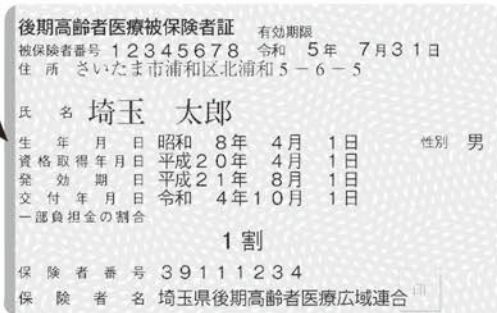 後期高齢者医療被保険者証 有効期限
被保険者番号 12345678 令和 5年 7月31日
住所 さいたま市浦和区北浦和5-6-5
氏名 埼玉 太郎
生年月日 昭和 8年 4月 1日 性別 男
資格取得年月日 平成20年 4月 1日
発効期日 平成21年 8月 1日
交付年月日 令和 4年10月 1日
一部負担金の割合
1割
保険者番号 39111234
保険者名 埼玉県後期高齢者医療広域連合 印